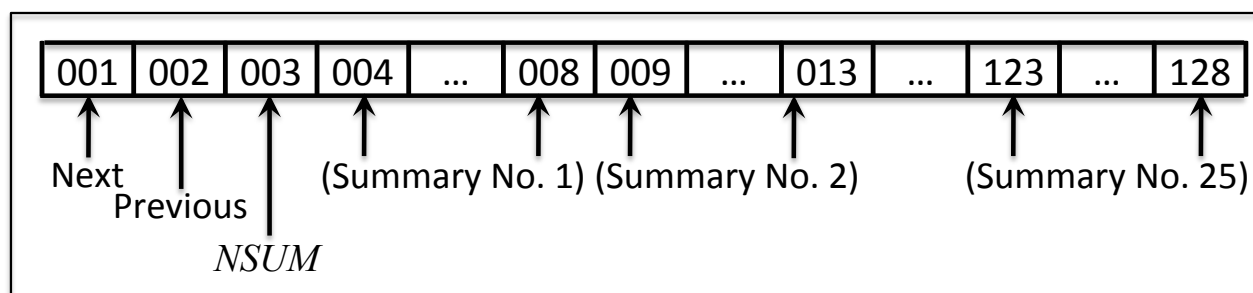 001 002 003 004 ... 008 009 ... 013 ... 123 ... 128
Next (Summary No. 1) (Summary No. 2) (Summary No. 25)
Previous
NSUM